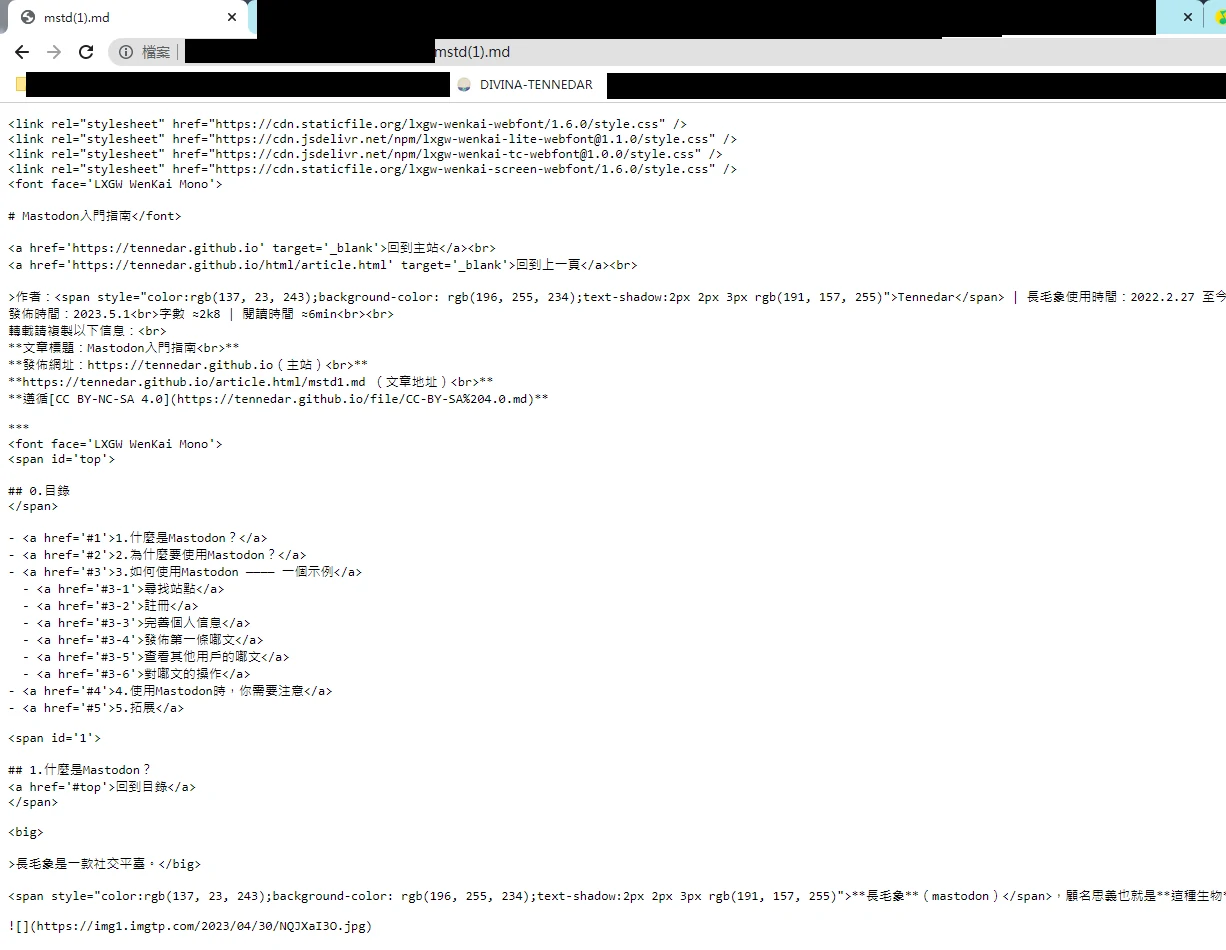 mstd(1).md
檔案
mstd(1).md
DIVINA-TENNEDAR
<link rel="stylesheet" href="https://cdn.staticfile.org/lxgw-wenkai-webfont/1.6.0/style.css" />
<link rel="stylesheet" href="https://cdn.jsdelivr.net/npm/lxgw-wenkai-lite-webfont@1.1.0/style.css" />
<link rel="stylesheet" href="https://cdn.jsdelivr.net/npm/lxgw-wenkai-tc-webfont@1.0.0/style.css" />
<link rel="stylesheet" href="https://cdn.staticfile.org/lxgw-wenkai-screen-webfont/1.6.0/style.css" />
<font face='LXGW WenKai Mono'>
# Mastodon入門指南</font>
<a href='https://tennedar.github.io' target='_blank'>回到主站</a><br>
<a href='https://tennedar.github.io/html/article.html' target='_blank'>回到上一頁</a><br>
>作者：<span style="color:rgb(137, 23, 243);background-color: rgb(196, 255, 234);text-shadow:2px 2px 3px rgb(191, 157, 255)">Tennedar</span> | 長毛象使用時間：2022.2.27 至今
發佈時間：2023.5.1<br>字數 ≈2k8 | 閱讀時間 ≈6min<br><br>
轉載請複製以下信息：<br>
**文章標題：Mastodon入門指南<br>**
**發佈網址：https://tennedar.github.io（主站）<br>**
**https://tennedar.github.io/article.html/mstd1.md （文章地址）<br>**
**遵循[CC BY-NC-SA 4.0](https://tennedar.github.io/file/CC-BY-SA%204.0.md)**
***
<font face='LXGW WenKai Mono'>
<span id='top'>
## 0.目錄
</span>
- <a href='#1'>1.什麼是Mastodon？</a>
- <a href='#2'>2.為什麼要使用Mastodon？</a>
- <a href='#3'>3.如何使用Mastodon ———— 一個示例</a>
  - <a href='#3-1'>尋找站點</a>
  - <a href='#3-2'>註冊</a>
  - <a href='#3-3'>完善個人信息</a>
  - <a href='#3-4'>發佈第一條嘟文</a>
  - <a href='#3-5'>查看其他用戶的嘟文</a>
  - <a href='#3-6'>對嘟文的操作</a>
- <a href='#4'>4.使用Mastodon時，你需要注意</a>
- <a href='#5'>5.拓展</a>
<span id='1'>
## 1.什麼是Mastodon？
<a href='#top'>回到目錄</a>
</span>
<big>
>長毛象是一款社交平臺。</big>
<span style="color:rgb(137, 23, 243);background-color: rgb(196, 255, 234);text-shadow:2px 2px 3px rgb(191, 157, 255)">**長毛象**（mastodon）</span>，顧名思義也就是**這種生物*
![](https://img1.imgtp.com/2023/04/30/NQJXaI3O.jpg)